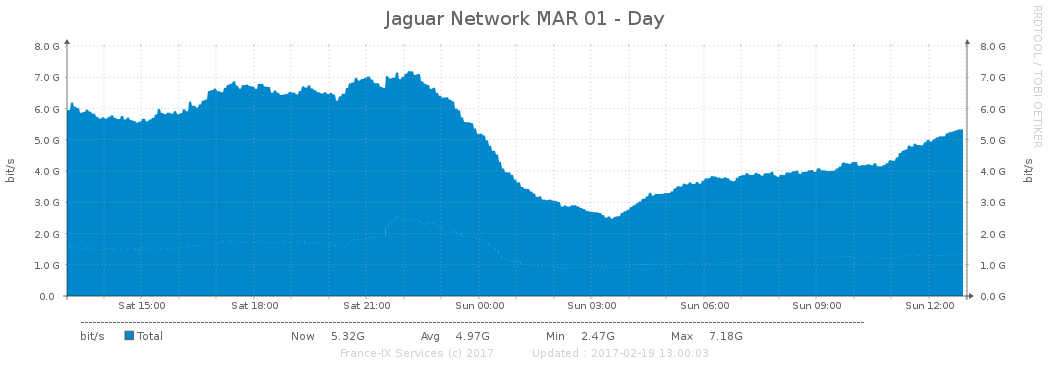 Jaguar Network MAR 01 - Day
RRDTOOL / TOBI OETIKER
8.0 G 8.0 G
7.0 G 7.0 G
6.0 G 6.0 G
5.0 G 5.0 G
4.0 G 4.0 G
3.0 G 3.0 G
2.0 G 2.0 G
1.0 G 1.0 G
0.0 0.0 G
bit/s
bit/s
Sat 15:00 Sat 18:00 Sat 21:00 Sun 00:00 Sun 03:00 Sun 06:00 Sun 09:00 Sun 12:00
bit/s Total Now 5.32G Avg 4.97G Min 2.47G Max 7.18G
France-IX Services (c) 2017 Updated : 2017-02-19 13:00:03